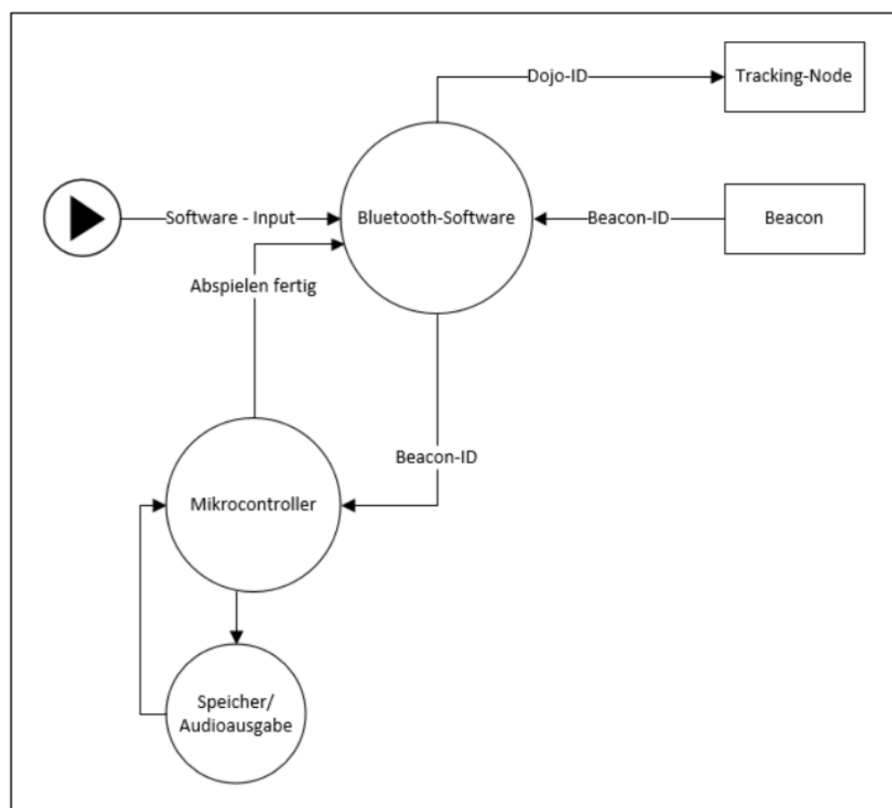 Dojo-ID
Tracking-Node
Software - Input
Bluetooth-Software
Beacon-ID
Beacon
Abspielen fertig
Beacon-ID
Mikrocontroller
Speicher/
Audioausgabe